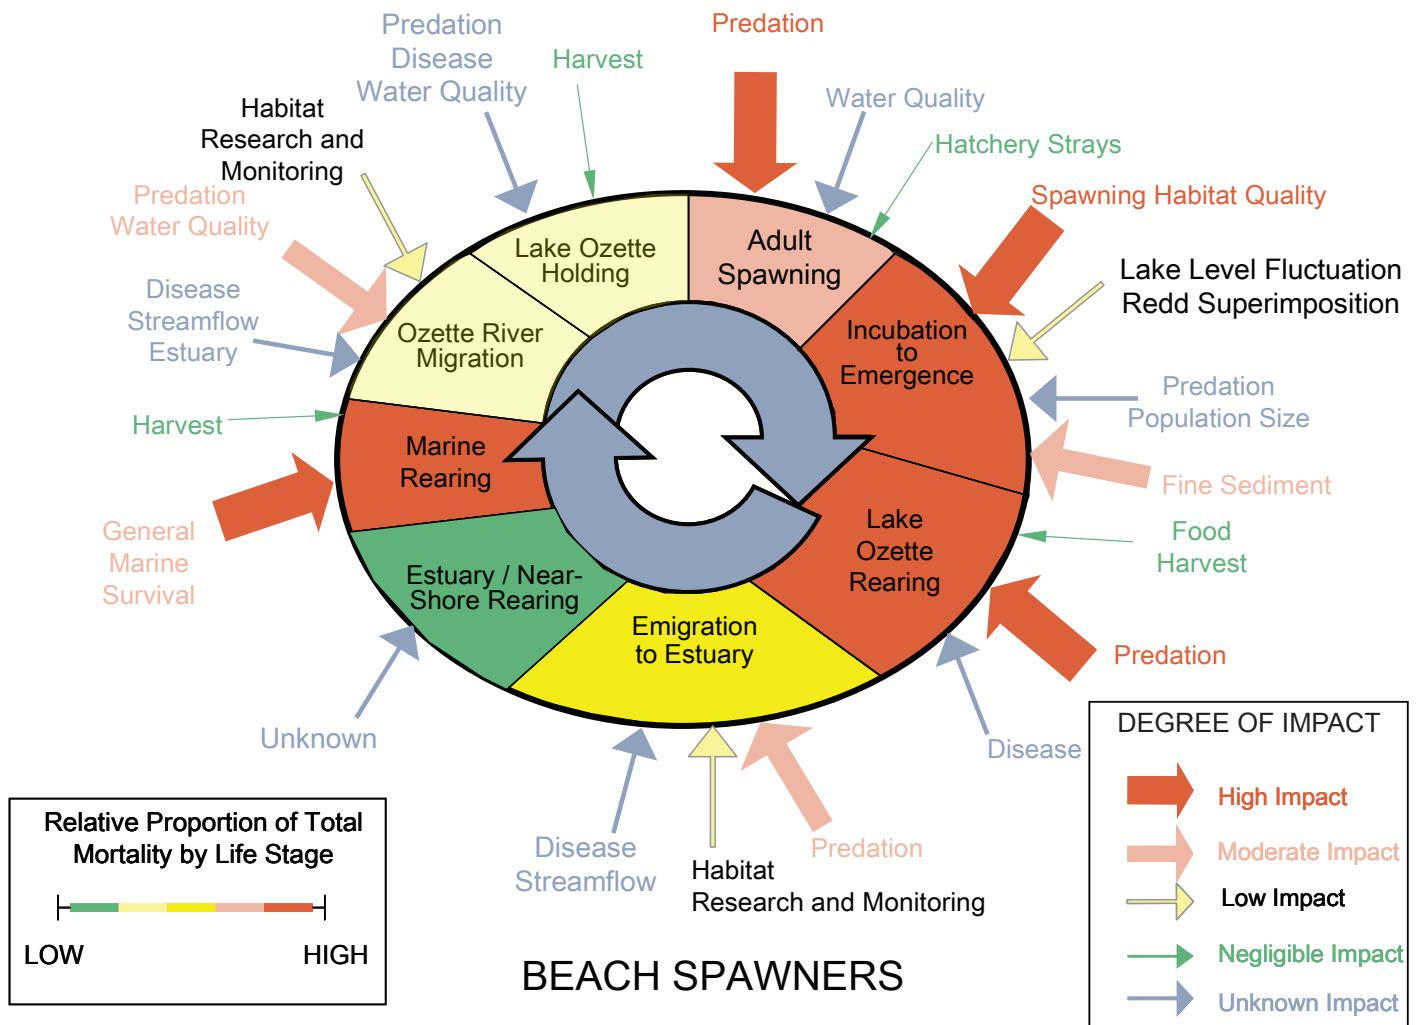 Predation
Disease
Water Quality
Harvest
Predation
Water Quality
Hatchery Strays
Habitat
Research and
Monitoring
Predation
Water Quality
Spawning Habitat Quality
Lake Level Fluctuation
Redd Superimposition
Disease
Streamflow
Estuary
Lake Ozette
Holding
Adult
Spawning
Ozette River
Migration
Incubation
to
Emergence
Predation
Population Size
Harvest
Marine
Rearing
Fine Sediment
General
Marine
Survival
Lake
Ozette
Rearing
Food
Harvest
Estuary / Near-
Shore Rearing
Emigration
to Estuary
Predation
Unknown
Disease
Disease
Streamflow
Habitat
Research and Monitoring
Predation
Relative Proportion of Total
Mortality by Life Stage
LOW HIGH
BEACH SPAWNERS
DEGREE OF IMPACT
High Impact
Moderate Impact
Low Impact
Negligible Impact
Unknown Impact